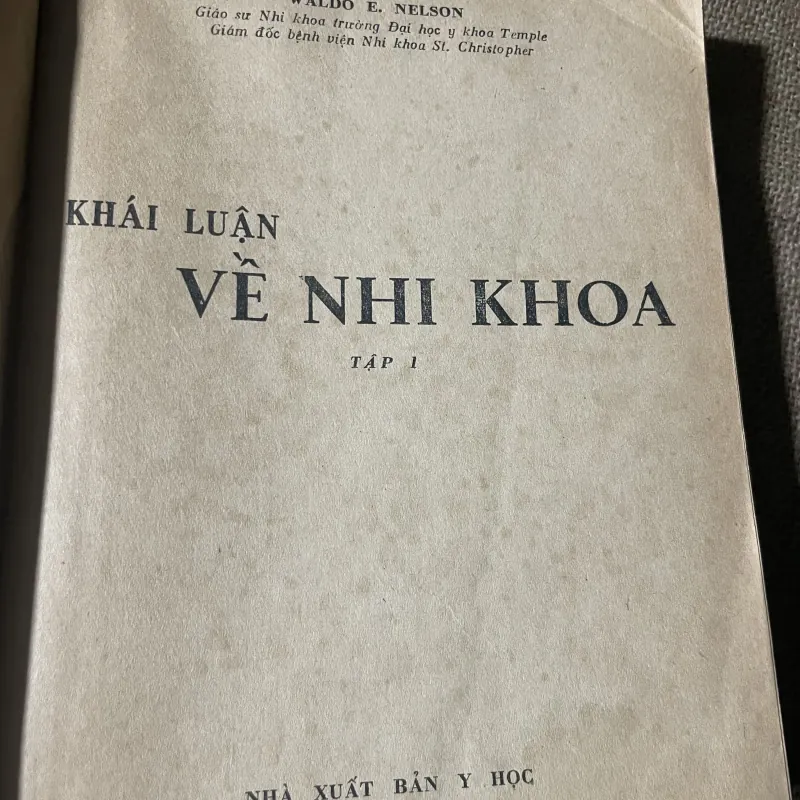 WALDO E. NELSON
Giáo sư Nhi khoa trường Đại học y khoa Temple
Giám đốc bệnh viện Nhi khoa St. Christopher
KHÁI LUẬN
VỀ NHI KHOA
TẬP 1
NHÀ XUẤT BẢN Y HỌC